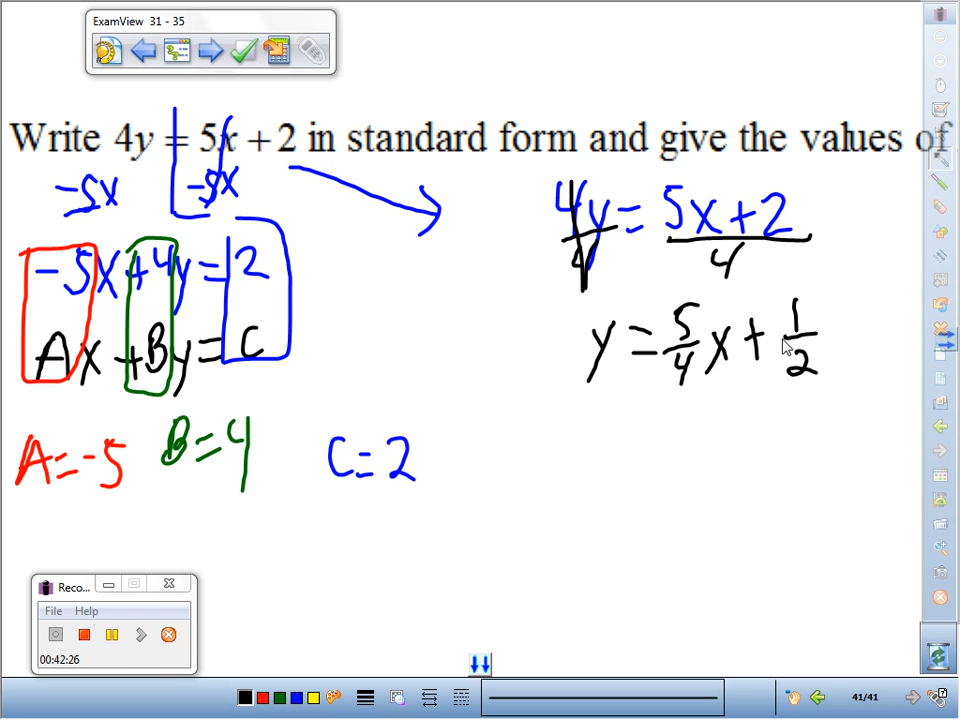 ExamView 31 - 35
Write 4y = 5x + 2 in standard form and give the values of
-5x -5x
-5x+4y=2
Ax+By=C
A=-5 B=4 C=2
4y=5x+2
4 4
y=5/4x+1/2
Reco...
File Help
00:42:26
41/41